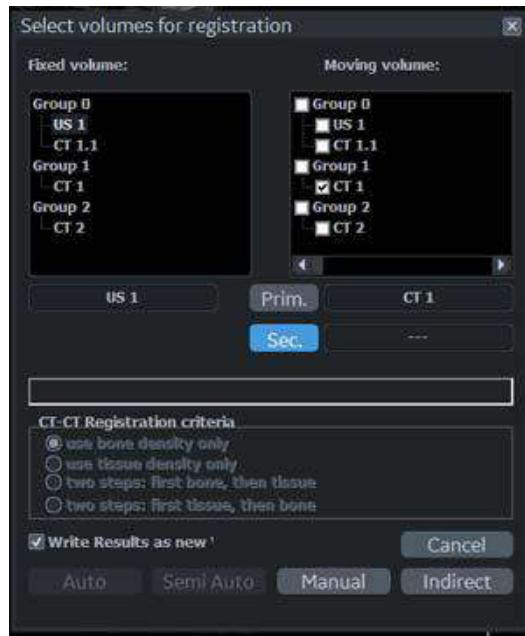 Select volumes for registration
Fixed volume:
Moving volume:
Group 0
US 1
CT 1.1
Group 1
CT 1
Group 2
CT 2
Group 0
US 1
CT 1.1
Group 1
CT 1
Group 2
CT 2
US 1
Prim.
CT 1
Sec.
---
CT-CT Registration criteria
use bone density only
use tissue density only
two steps: first bone, then tissue
two steps: first tissue, then bone
Write Results as new
Cancel
Auto
Semi Auto
Manual
Indirect